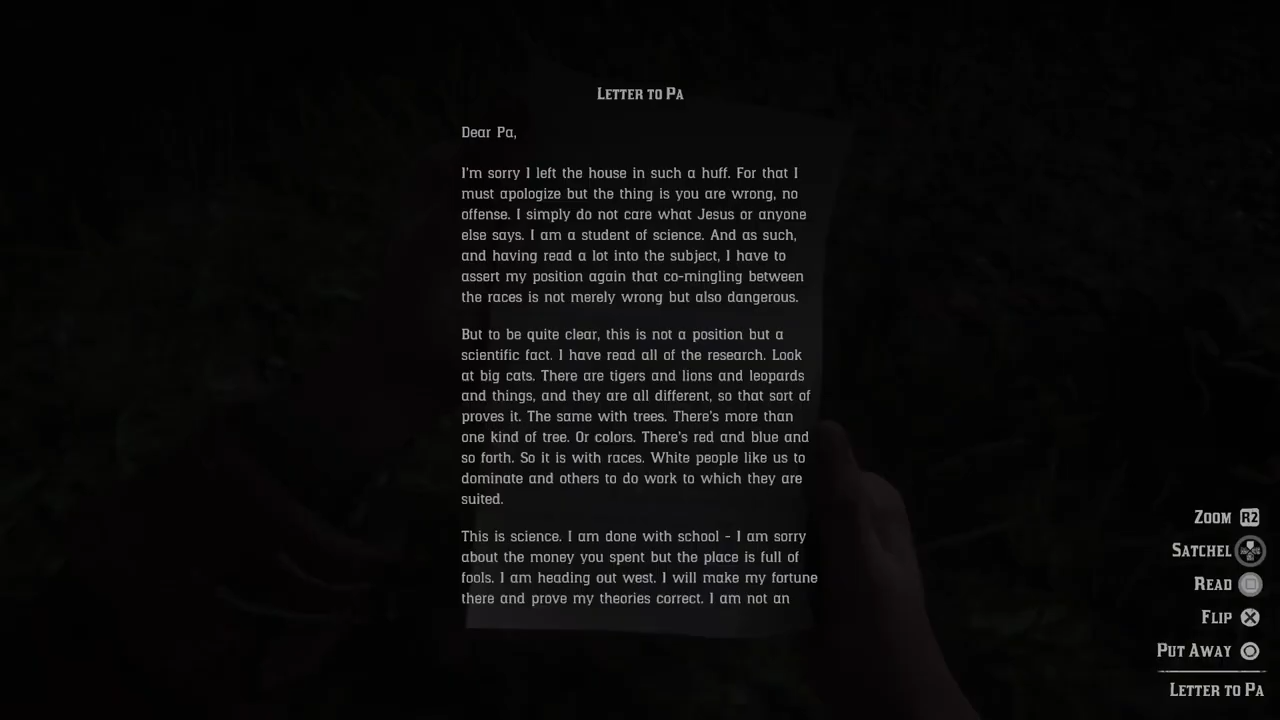 LETTER TO PA
Dear Pa,
I'm sorry I left the house in such a huff. For that I
must apologize but the thing is you are wrong, no
offense. I simply do not care what Jesus or anyone
else says. I am a student of science. And as such,
and having read a lot into the subject, I have to
assert my position again that co-mingling between
the races is not merely wrong but also dangerous.
But to be quite clear, this is not a position but a
scientific fact. I have read all of the research. Look
at big cats. There are tigers and lions and leopards
and things, and they are all different, so that sort of
proves it. The same with trees. There's more than
one kind of tree. Or colors. There's red and blue and
so forth. So it is with races. White people like us to
dominate and others to do work to which they are
suited.
This is science. I am done with school - I am sorry
about the money you spent but the place is full of
fools. I am heading out west. I will make my fortune
there and prove my theories correct. I am not an
ZOOM R2
SATCHEL
READ
FLIP
PUT AWAY
LETTER TO PA